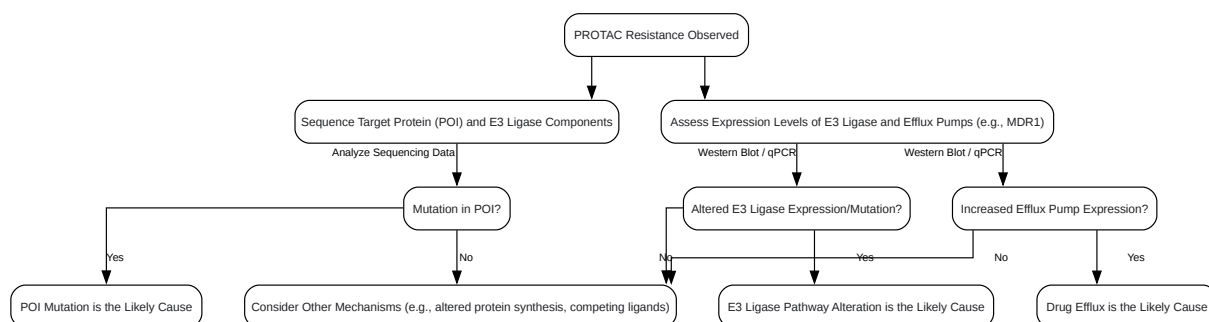 PROTAC Resistance Observed
Sequence Target Protein (POI) and E3 Ligase Components
Assess Expression Levels of E3 Ligase and Efflux Pumps (e.g., MDR1)
Analyze Sequencing Data
Western Blot / qPCR
Western Blot / qPCR
Mutation in POI?
Altered E3 Ligase Expression/Mutation?
Increased Efflux Pump Expression?
Yes
No
No
Yes
No
Yes
POI Mutation is the Likely Cause
Consider Other Mechanisms (e.g., altered protein synthesis, competing ligands)
E3 Ligase Pathway Alteration is the Likely Cause
Drug Efflux is the Likely Cause